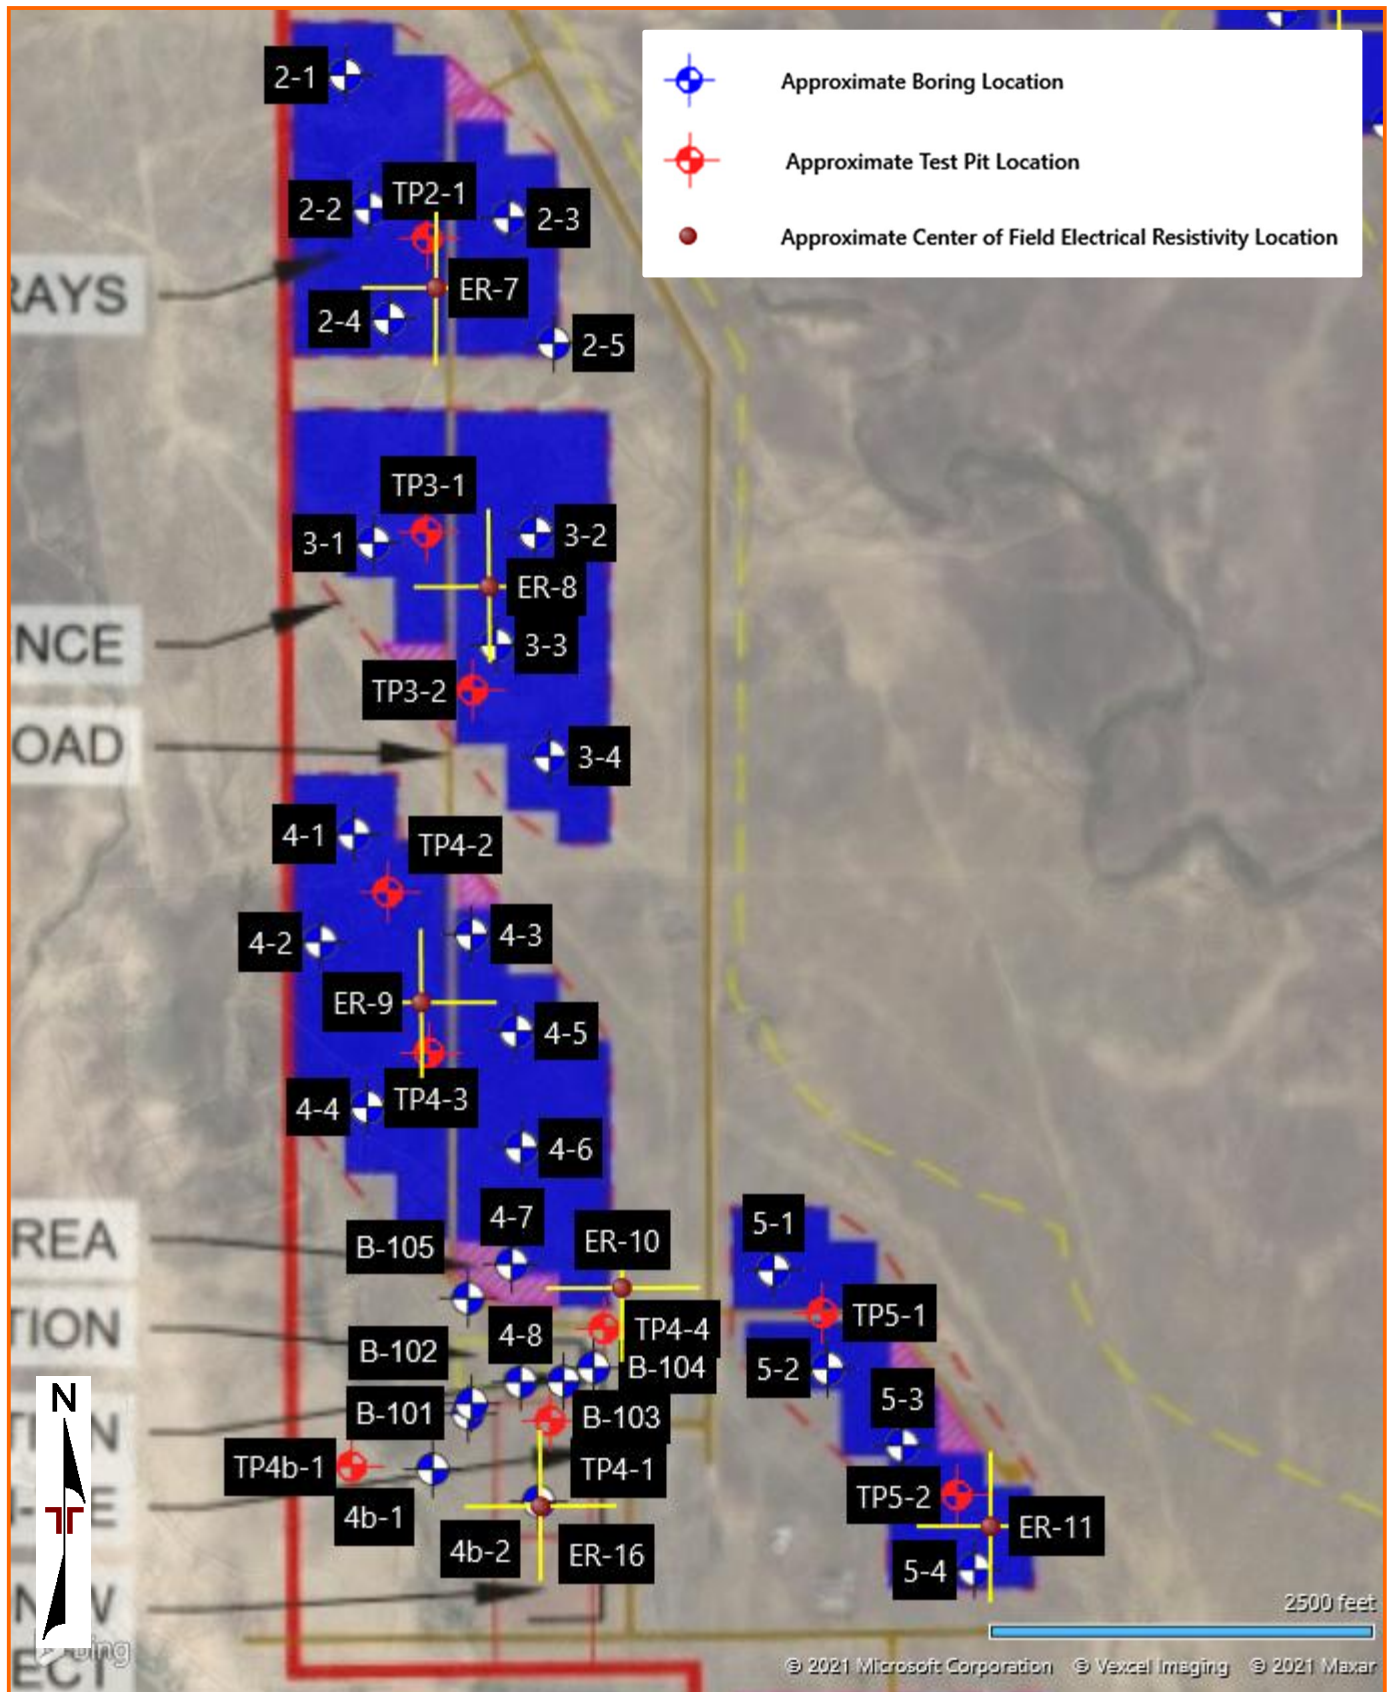 Approximate Boring Location
Approximate Test Pit Location
Approximate Center of Field Electrical Resistivity Location
2-1
TP2-1
2-2
2-3
RAYS
ER-7
2-4
2-5
TP3-1
3-1
3-2
ER-8
NCE
3-3
TP3-2
OAD
3-4
4-1
TP4-2
4-2
4-3
ER-9
4-5
TP4-3
4-4
4-6
4-7
5-1
REA
B-105
ER-10
TP5-1
TION
4-8
TP4-4
B-102
B-104
5-2
N
5-3
B-101
B-103
TP4b-1
TP4-1
TP5-2
4b-1
ER-11
4b-2
ER-16
5-4
2500 feet
bing
ECT
© 2021 Microsoft Corporation © Vexcel Imaging © 2021 Maxar